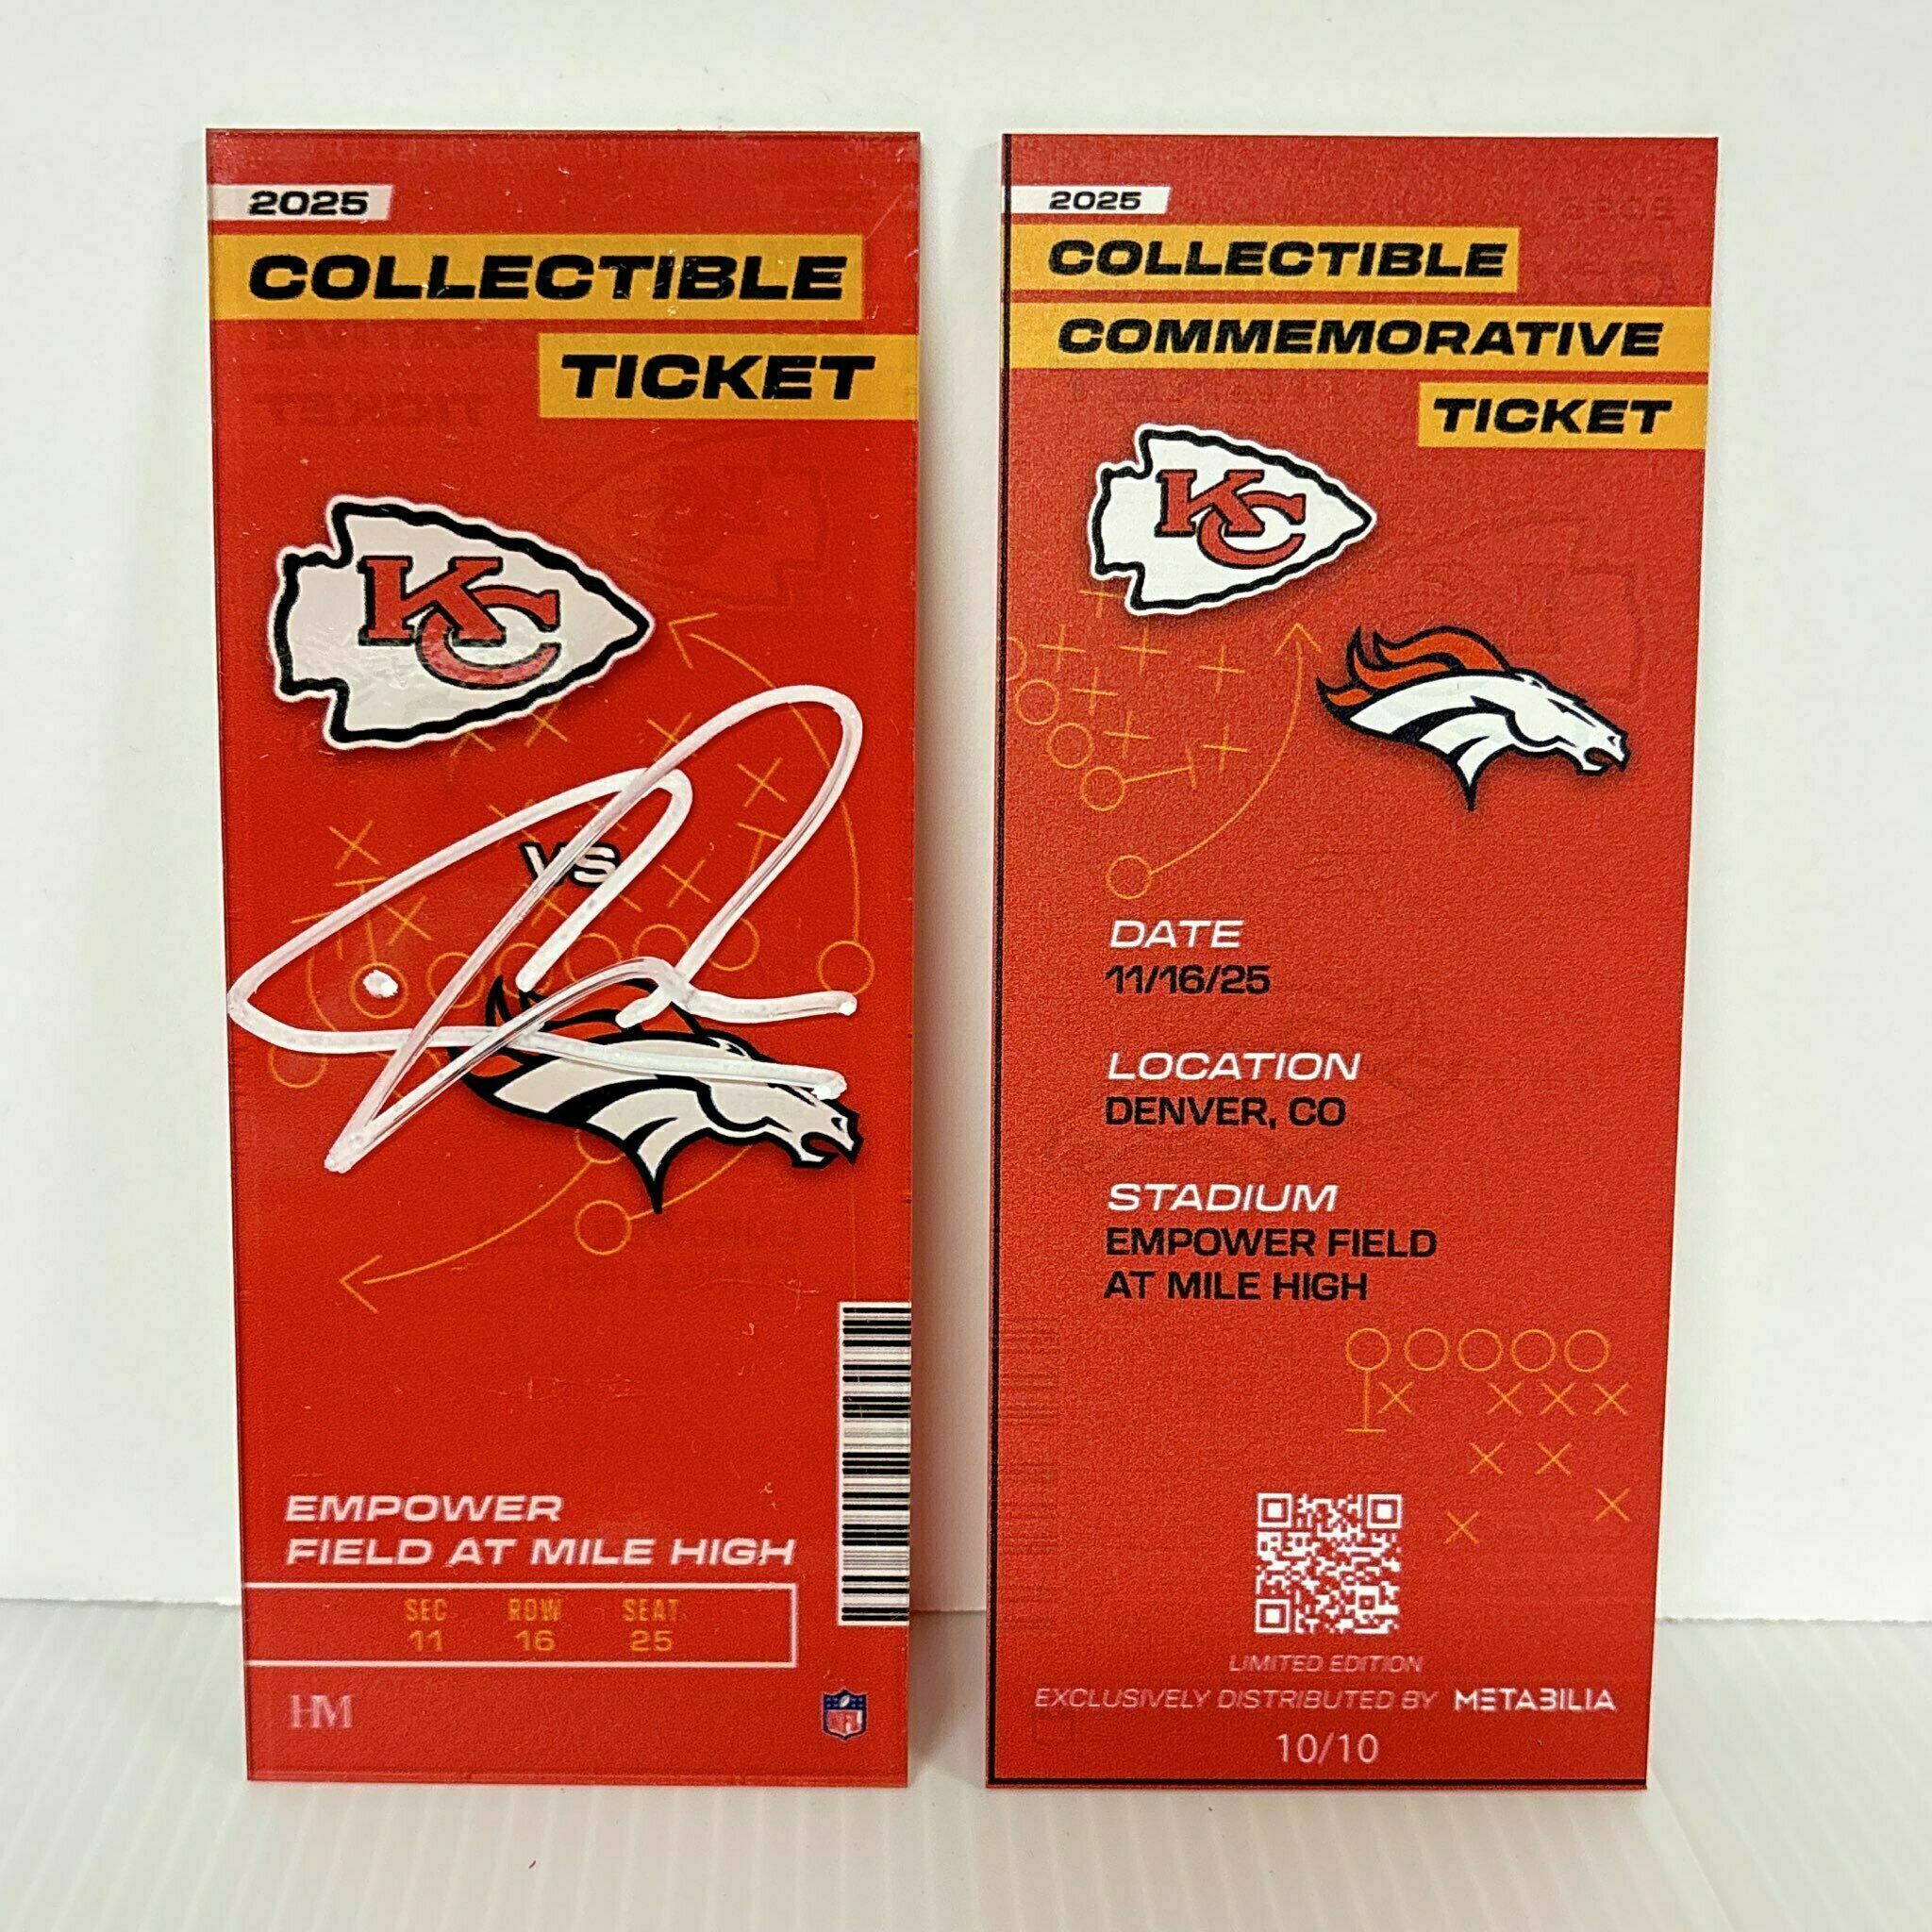 2025
COLLECTIBLE
TICKET
KC
VS
EMPOWER
FIELD AT MILE HIGH
SEC ROW SEAT
11 16 25
HM
NFL
2025
COLLECTIBLE
COMMEMORATIVE
TICKET
KC
DATE
11/16/25
LOCATION
DENVER, CO
STADIUM
EMPOWER FIELD
AT MILE HIGH
LIMITED EDITION
EXCLUSIVELY DISTRIBUTED BY METABILIA
10/10